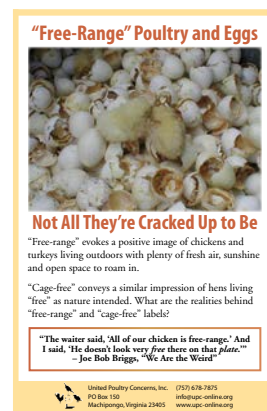 “Free-Range” Poultry and Eggs
Not All They’re Cracked Up to Be
“Free-range” evokes a positive image of chickens and
turkeys living outdoors with plenty of fresh air, sunshine
and open space to roam in.
“Cage-free” conveys a similar impression of hens living
“free” as nature intended. What are the realities behind
“free-range” and “cage-free” labels?
“The waiter said, ‘All of our chicken is free-range.’ And
I said, ‘He doesn’t look very free there on that plate.’”
– Joe Bob Briggs, “We Are the Weird”
United Poultry Concerns, Inc. (757) 678-7875
PO Box 150 info@upc-online.org
Machipongo, Virginia 23405 www.upc-online.org